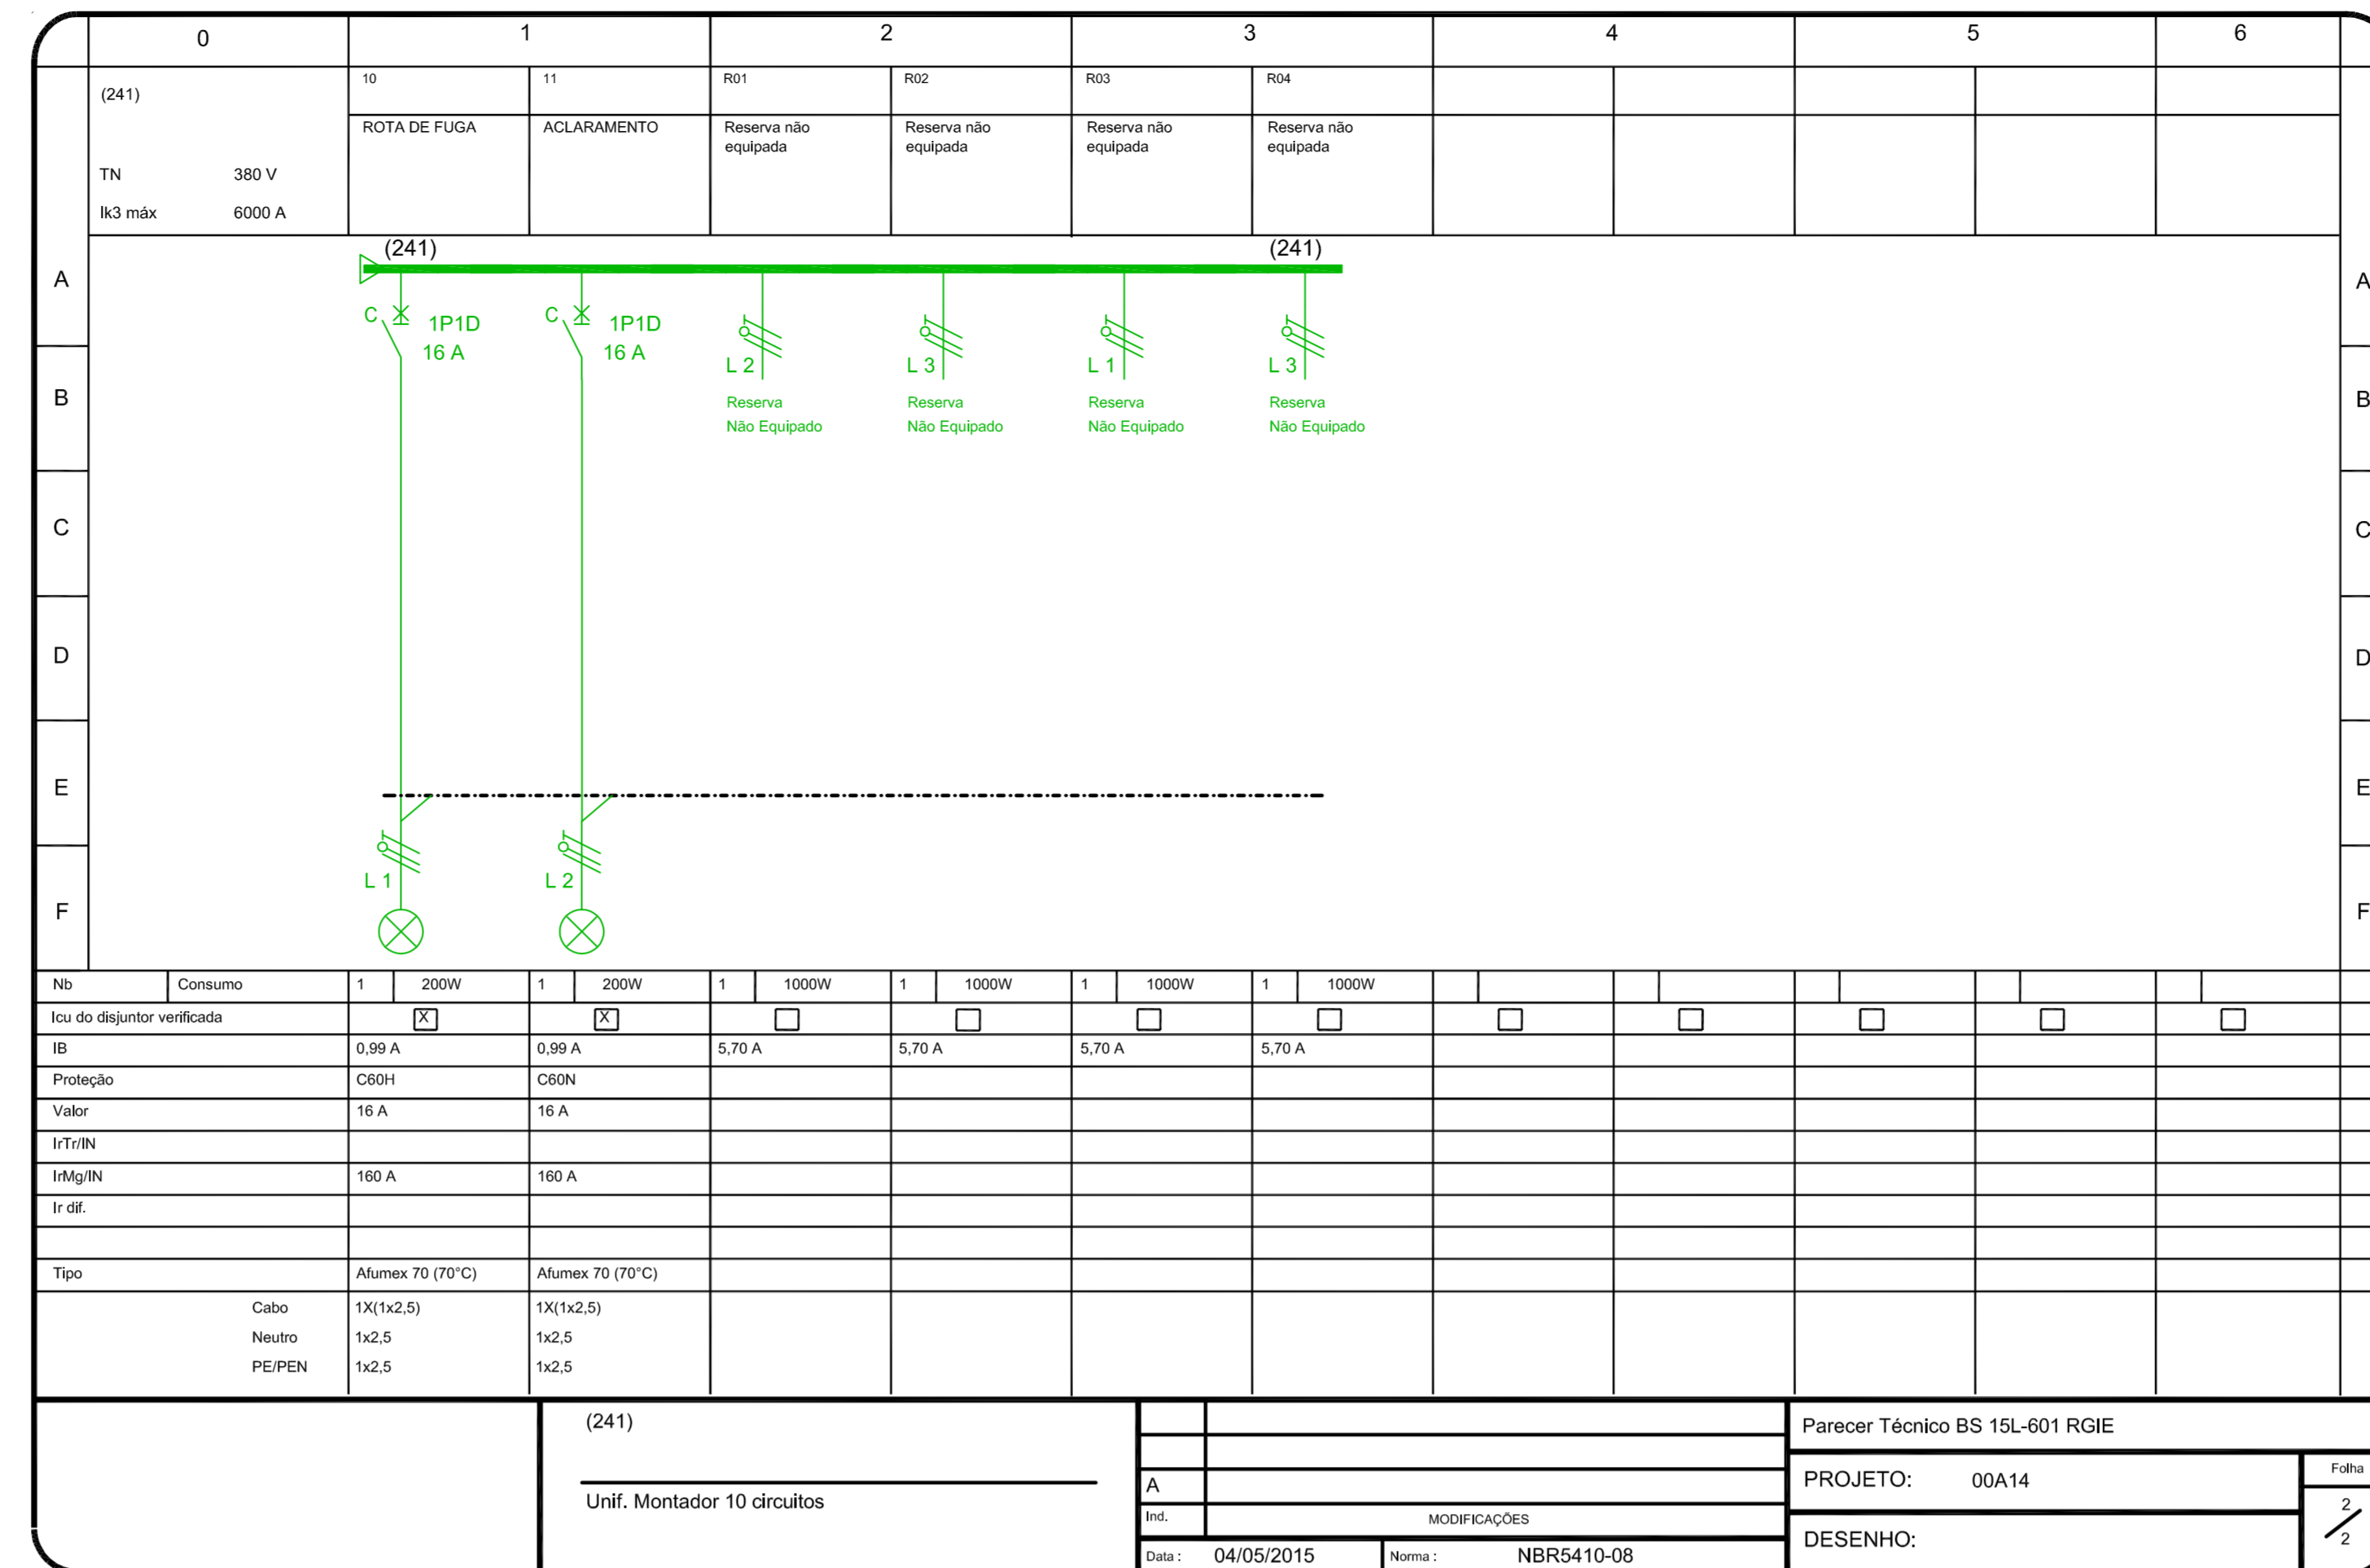 0 1 2 3 4 5 6
(241) 10 11 R01 R02 R03 R04
ROTA DE FUGA ACLARAMENTO Reserva não equipada Reserva não equipada Reserva não equipada Reserva não equipada
TN 380 V
Ik3 máx 6000 A
(241) (241)
A A
C 1P1D C 1P1D
16 A 16 A
L 2 L 3 L 1 L 3
B B
Reserva Reserva Reserva Reserva
Não Equipado Não Equipado Não Equipado Não Equipado
C C
D D
E E
L 1 L 2
F F
Nb Consumo 1 200W 1 200W 1 1000W 1 1000W 1 1000W 1 1000W
Icu do disjuntor verificada X X
IB 0,99 A 0,99 A 5,70 A 5,70 A 5,70 A 5,70 A
Proteção C60H C60N
Valor 16 A 16 A
IrTr/IN
IrMg/IN 160 A 160 A
Ir dif.
Tipo Afumex 70 (70°C) Afumex 70 (70°C)
Cabo 1X(1x2,5) 1X(1x2,5)
Neutro 1x2,5 1x2,5
PE/PEN 1x2,5 1x2,5
(241)
Unif. Montador 10 circuitos
A
Ind. MODIFICAÇÕES
Data : 04/05/2015 Norma : NBR5410-08
Parecer Técnico BS 15L-601 RGIE
PROJETO: 00A14
DESENHO:
Folha
2
2